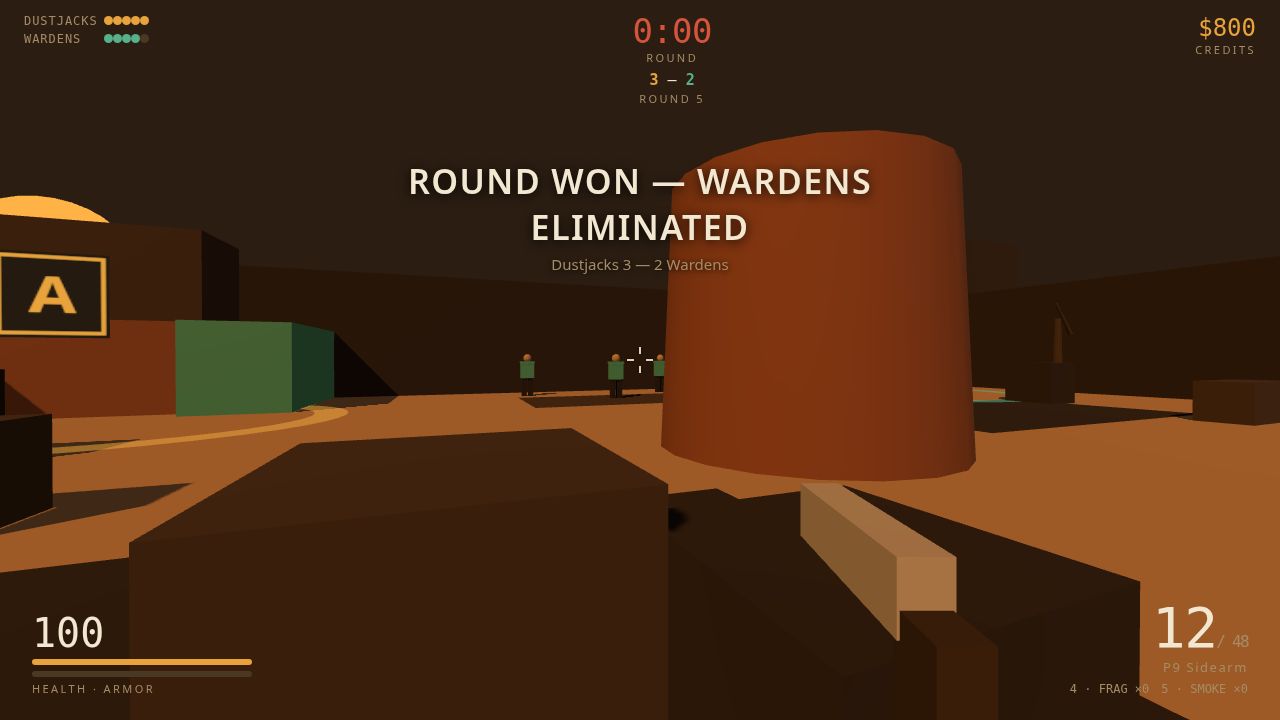 DUSTJACKS
WARDENS
0:00
ROUND
3 — 2
ROUND 5
$800
CREDITS
ROUND WON — WARDENS
ELIMINATED
Dustjacks 3 — 2 Wardens
A
100
HEALTH · ARMOR
12 / 48
P9 Sidearm
4 · FRAG ×0 5 · SMOKE ×0